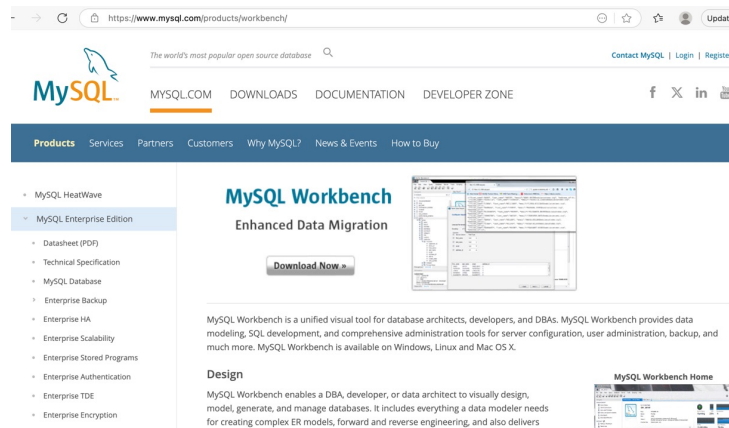 https://www.mysql.com/products/workbench/
The world's most popular open source database
Contact MySQL | Login | Registe
MySQL™
MYSQL.COM DOWNLOADS DOCUMENTATION DEVELOPER ZONE
Products Services Partners Customers Why MySQL? News & Events How to Buy
MySQL HeatWave
MySQL Enterprise Edition
Datasheet (PDF)
Technical Specification
MySQL Database
Enterprise Backup
Enterprise HA
Enterprise Scalability
Enterprise Stored Programs
Enterprise Authentication
Enterprise TDE
Enterprise Encryption
MySQL Workbench
Enhanced Data Migration
Download Now »
MySQL Workbench is a unified visual tool for database architects, developers, and DBAs. MySQL Workbench provides data
modeling, SQL development, and comprehensive administration tools for server configuration, user administration, backup, and
much more. MySQL Workbench is available on Windows, Linux and Mac OS X.
Design
MySQL Workbench enables a DBA, developer, or data architect to visually design,
model, generate, and manage databases. It includes everything a data modeler needs
for creating complex ER models, forward and reverse engineering, and also delivers
MySQL Workbench Home